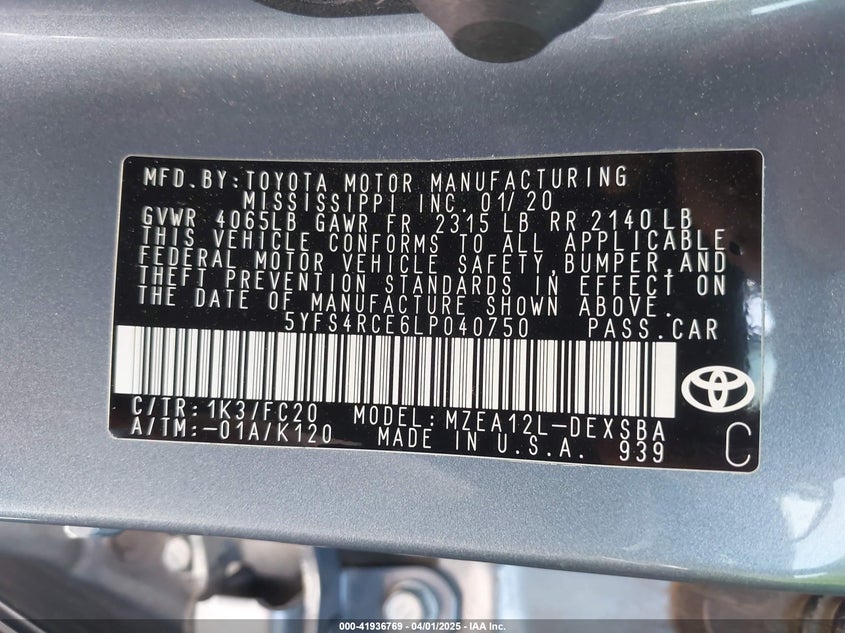 MFD.BY:TOYOTA MOTOR MANUFACTURING
MISSISSIPPI INC. 01/20
GVWR 4065LB GAWR FR 2315 LB RR 2140LB
THIS VEHICLE CONFORMS TO ALL APPLICABLE
FEDERAL MOTOR VEHICLE SAFETY,BUMPER,AND
THEFT PREVENTION STANDARDS IN EFFECT ON
THE DATE OF MANUFACTURE SHOWN ABOVE.
5YFS4RCE6LP040750 PASS.CAR
C/TR:1K3/FC20 MODEL:MZEA12L-DEXSBA
A/TM:-01A/K120 MADE IN U.S.A. 939 C
000-41936769 | 04/01/2025 - IAA Inc.